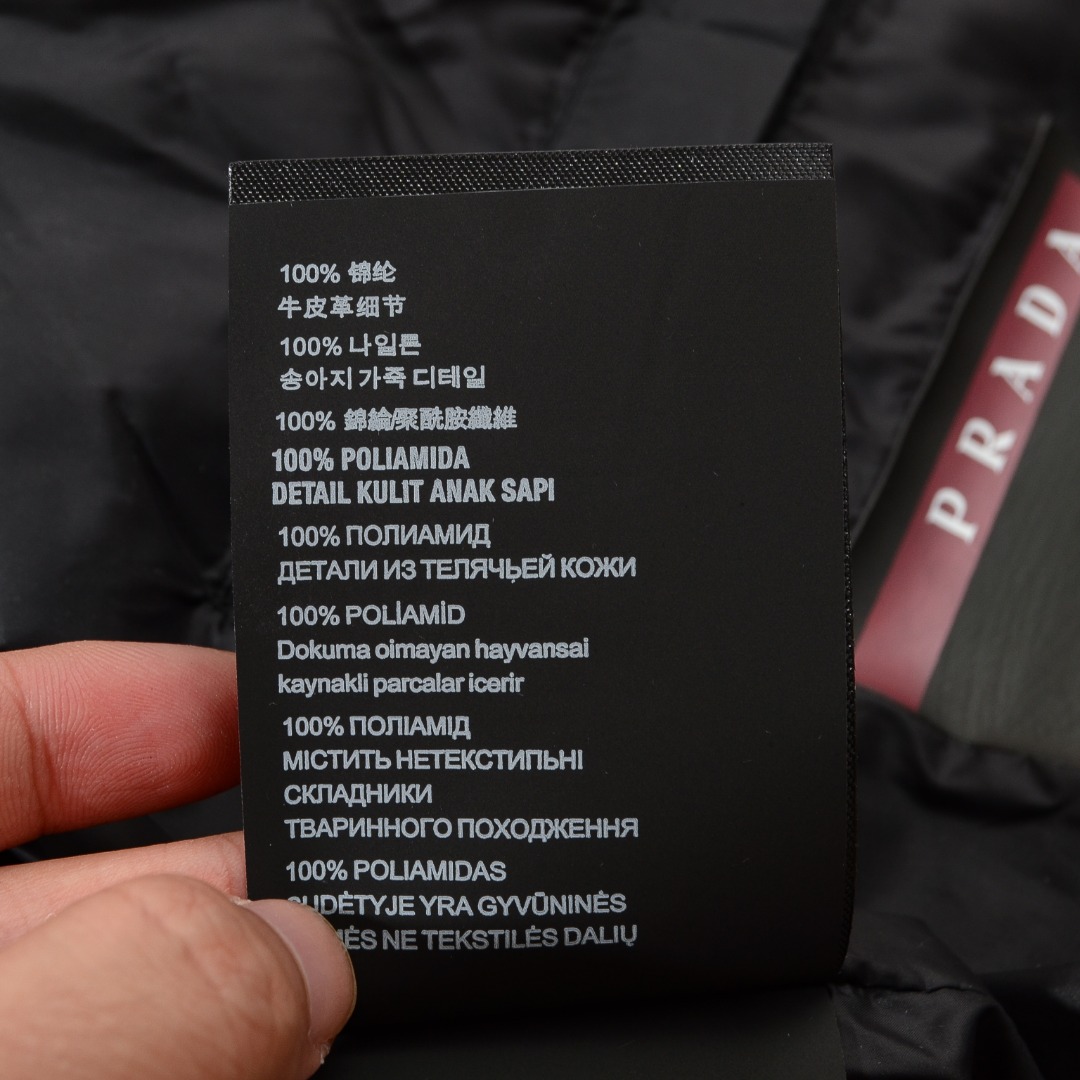 100% 锦纶
牛皮革细节
100% 나일론
송아지 가죽 디테일
100% 錦綸/聚酰胺纖維
100% POLIAMIDA
DETAIL KULIT ANAK SAPI
100% ПОЛИАМИД
ДЕТАЛИ ИЗ ТЕЛЯЧЬЕЙ КОЖИ
100% POLİAMİD
Dokuma oimayan hayvansai
kaynakli parcalar icerir
100% ПОЛІАМІД
МІСТИТЬ НЕТЕКСТИПЬНІ
СКЛАДНИКИ
ТВАРИННОГО ПОХОДЖЕННЯ
100% POLIAMIDAS
YRA GYVŪNINĖS
NE TEKSTILĖS DALIŲ
PRADA